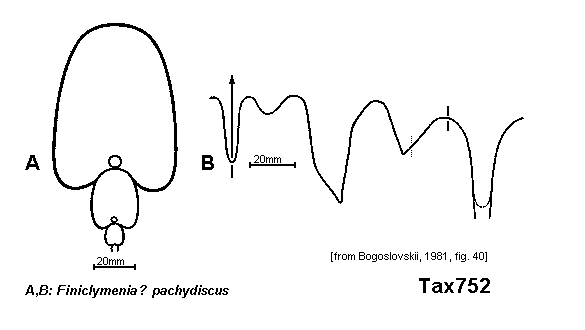 A
B
20mm
20mm
[from Bogoslovskii, 1981, fig. 40]
Tax752
A,B: Finiclymenia? pachydiscus